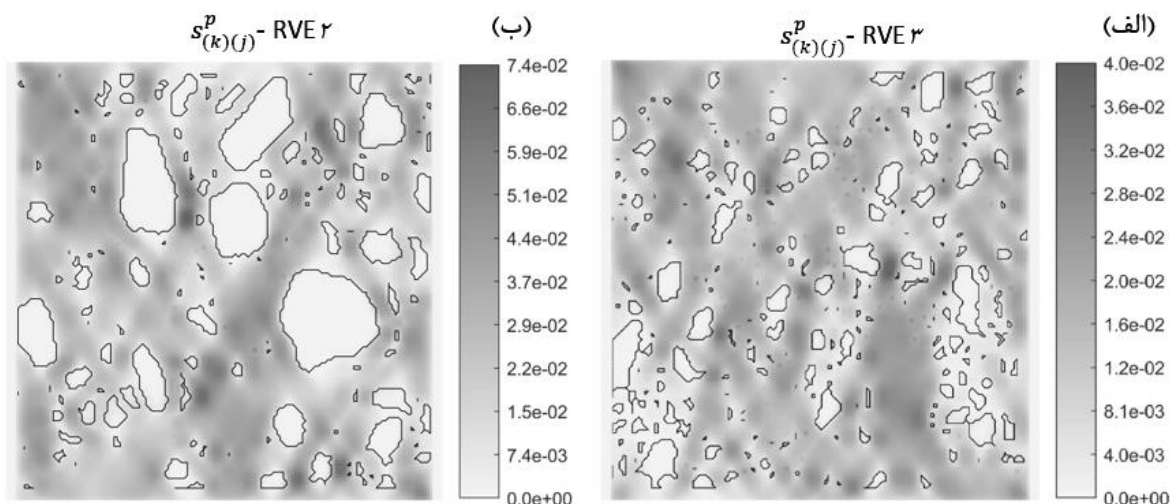 (ب) $s^{p}_{(k)(j)}$- RVE ۲
7.4e-02
6.6e-02
5.9e-02
5.1e-02
4.4e-02
3.7e-02
2.9e-02
2.2e-02
1.5e-02
7.4e-03
0.0e+00
(الف) $s^{p}_{(k)(j)}$- RVE ۳
4.0e-02
3.6e-02
3.2e-02
2.8e-02
2.4e-02
2.0e-02
1.6e-02
1.2e-02
8.1e-03
4.0e-03
0.0e+00